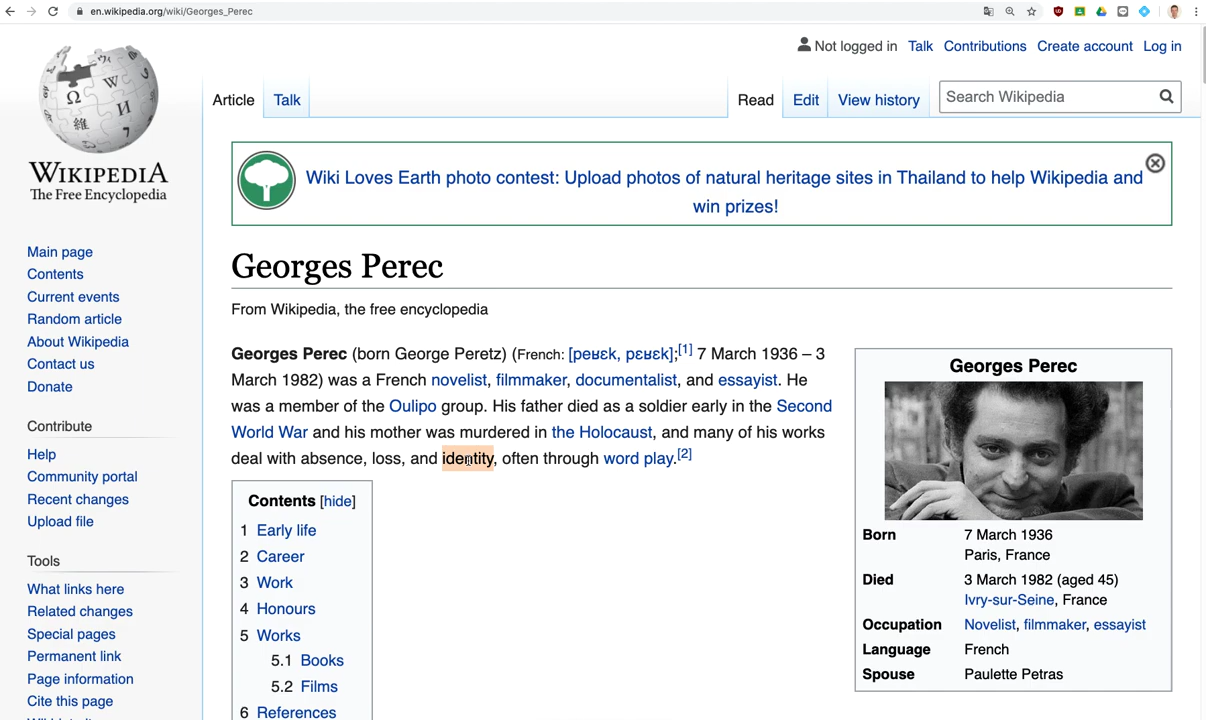 en.wikipedia.org/wiki/Georges_Perec
Not logged in Talk Contributions Create account Log in
Article Talk Read Edit View history Search Wikipedia
WIKIPEDIA
The Free Encyclopedia
Wiki Loves Earth photo contest: Upload photos of natural heritage sites in Thailand to help Wikipedia and
win prizes!
Main page
Contents
Current events
Random article
About Wikipedia
Contact us
Donate
Contribute
Help
Community portal
Recent changes
Upload file
Tools
What links here
Related changes
Special pages
Permanent link
Page information
Cite this page
Georges Perec
From Wikipedia, the free encyclopedia
Georges Perec (born George Peretz) (French: [peʁɛk, pɛʁɛk];[1] 7 March 1936 – 3
March 1982) was a French novelist, filmmaker, documentalist, and essayist. He
was a member of the Oulipo group. His father died as a soldier early in the Second
World War and his mother was murdered in the Holocaust, and many of his works
deal with absence, loss, and identity, often through word play.[2]
Contents [hide]
1 Early life
2 Career
3 Work
4 Honours
5 Works
5.1 Books
5.2 Films
6 References
Georges Perec
Born 7 March 1936
Paris, France
Died 3 March 1982 (aged 45)
Ivry-sur-Seine, France
Occupation Novelist, filmmaker, essayist
Language French
Spouse Paulette Petras